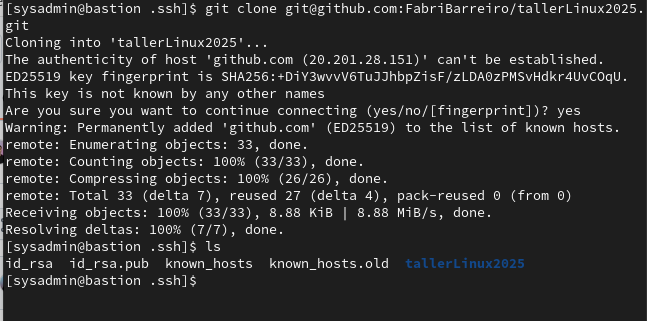 [sysadmin@bastion .ssh]$ git clone git@github.com:FabriBarreiro/tallerLinux2025.
git
Cloning into 'tallerLinux2025'...
The authenticity of host 'github.com (20.201.28.151)' can't be established.
ED25519 key fingerprint is SHA256:+DiY3wvvV6TuJJhbpZisF/zLDA0zPMSvHdkr4UvCOqU.
This key is not known by any other names
Are you sure you want to continue connecting (yes/no/[fingerprint])? yes
Warning: Permanently added 'github.com' (ED25519) to the list of known hosts.
remote: Enumerating objects: 33, done.
remote: Counting objects: 100% (33/33), done.
remote: Compressing objects: 100% (26/26), done.
remote: Total 33 (delta 7), reused 27 (delta 4), pack-reused 0 (from 0)
Receiving objects: 100% (33/33), 8.88 KiB | 8.88 MiB/s, done.
Resolving deltas: 100% (7/7), done.
[sysadmin@bastion .ssh]$ ls
id_rsa  id_rsa.pub  known_hosts  known_hosts.old  tallerLinux2025
[sysadmin@bastion .ssh]$